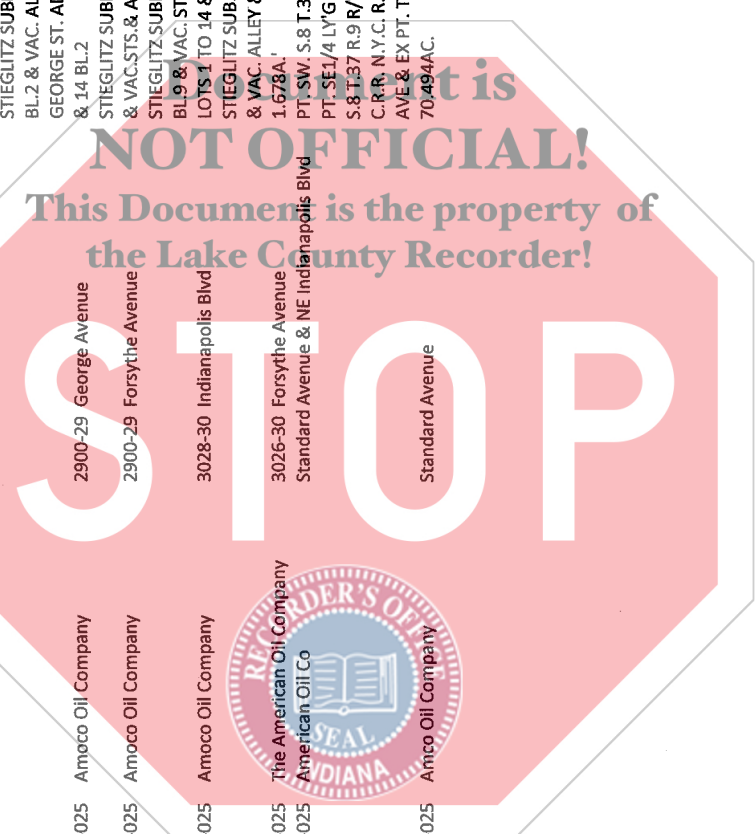 Document is
NOT OFFICIAL!
This Document is the property of
the Lake County Recorder!
STOP
RECORDER'S OFFICE
SEAL
INDIANA
STIEGLITZ SUB
BL.2 & VAC. AL
GEORGE ST.
025 Amoco Oil Company 2900-29 George Avenue & 14 BL.2
STIEGLITZ SUB
025 Amoco Oil Company 2900-29 Forsythe Avenue & VAC.STS.& A
STIEGLITZ SUB
BL.9 & VAC. ST
025 Amoco Oil Company 3028-30 Indianapolis Blvd LOTS 1 TO 14 &
STIEGLITZ SUB.
& VAC. ALLEY &
025 The American Oil Company 3026-30 Forsythe Avenue 1.678A.'
025 American Oil Co Standard Avenue & NE Indianapolis Blvd PT. SW. S.8 T.3
PT. SE1/4 LY'G
S.8 T.37 R.9 R/
C.R.R. N.Y.C. R.
AVE & EX PT. T
025 Amco Oil Company Standard Avenue 70.494AC.